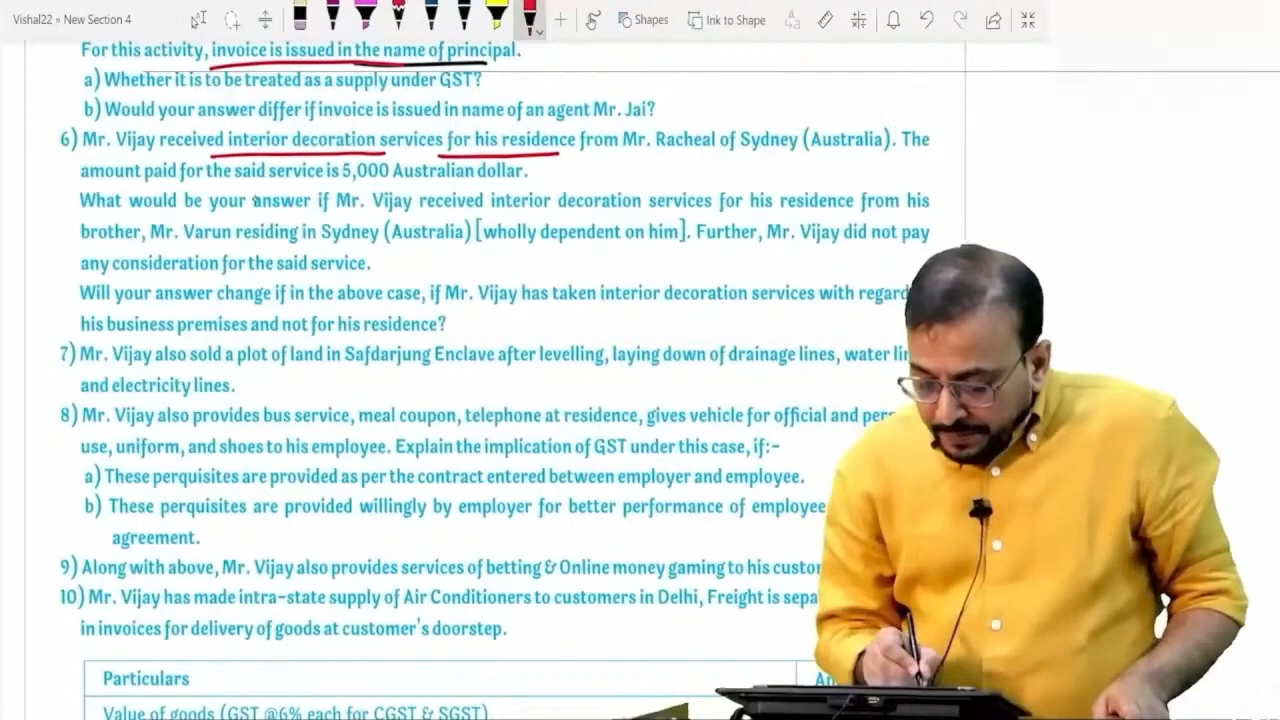 Vishal22 » New Section 4
Shapes
Ink to Shape
For this activity, invoice is issued in the name of principal.
a) Whether it is to be treated as a supply under GST?
b) Would your answer differ if invoice is issued in name of an agent Mr. Jai?
6) Mr. Vijay received interior decoration services for his residence from Mr. Racheal of Sydney (Australia). The
amount paid for the said service is 5,000 Australian dollar.
What would be your answer if Mr. Vijay received interior decoration services for his residence from his
brother, Mr. Varun residing in Sydney (Australia) [wholly dependent on him]. Further, Mr. Vijay did not pay
any consideration for the said service.
Will your answer change if in the above case, if Mr. Vijay has taken interior decoration services with regard
his business premises and not for his residence?
7) Mr. Vijay also sold a plot of land in Safdarjung Enclave after levelling, laying down of drainage lines, water
and electricity lines.
8) Mr. Vijay also provides bus service, meal coupon, telephone at residence, gives vehicle for official and
use, uniform, and shoes to his employee. Explain the implication of GST under this case, if:-
a) These perquisites are provided as per the contract entered between employer and employee.
b) These perquisites are provided willingly by employer for better performance of employee
agreement.
9) Along with above, Mr. Vijay also provides services of betting & Online money gaming to his
10) Mr. Vijay has made intra-state supply of Air Conditioners to customers in Delhi, Freight is
in invoices for delivery of goods at customer's doorstep.
Particulars
Value of goods (GST @6% each for CGST & SGST)